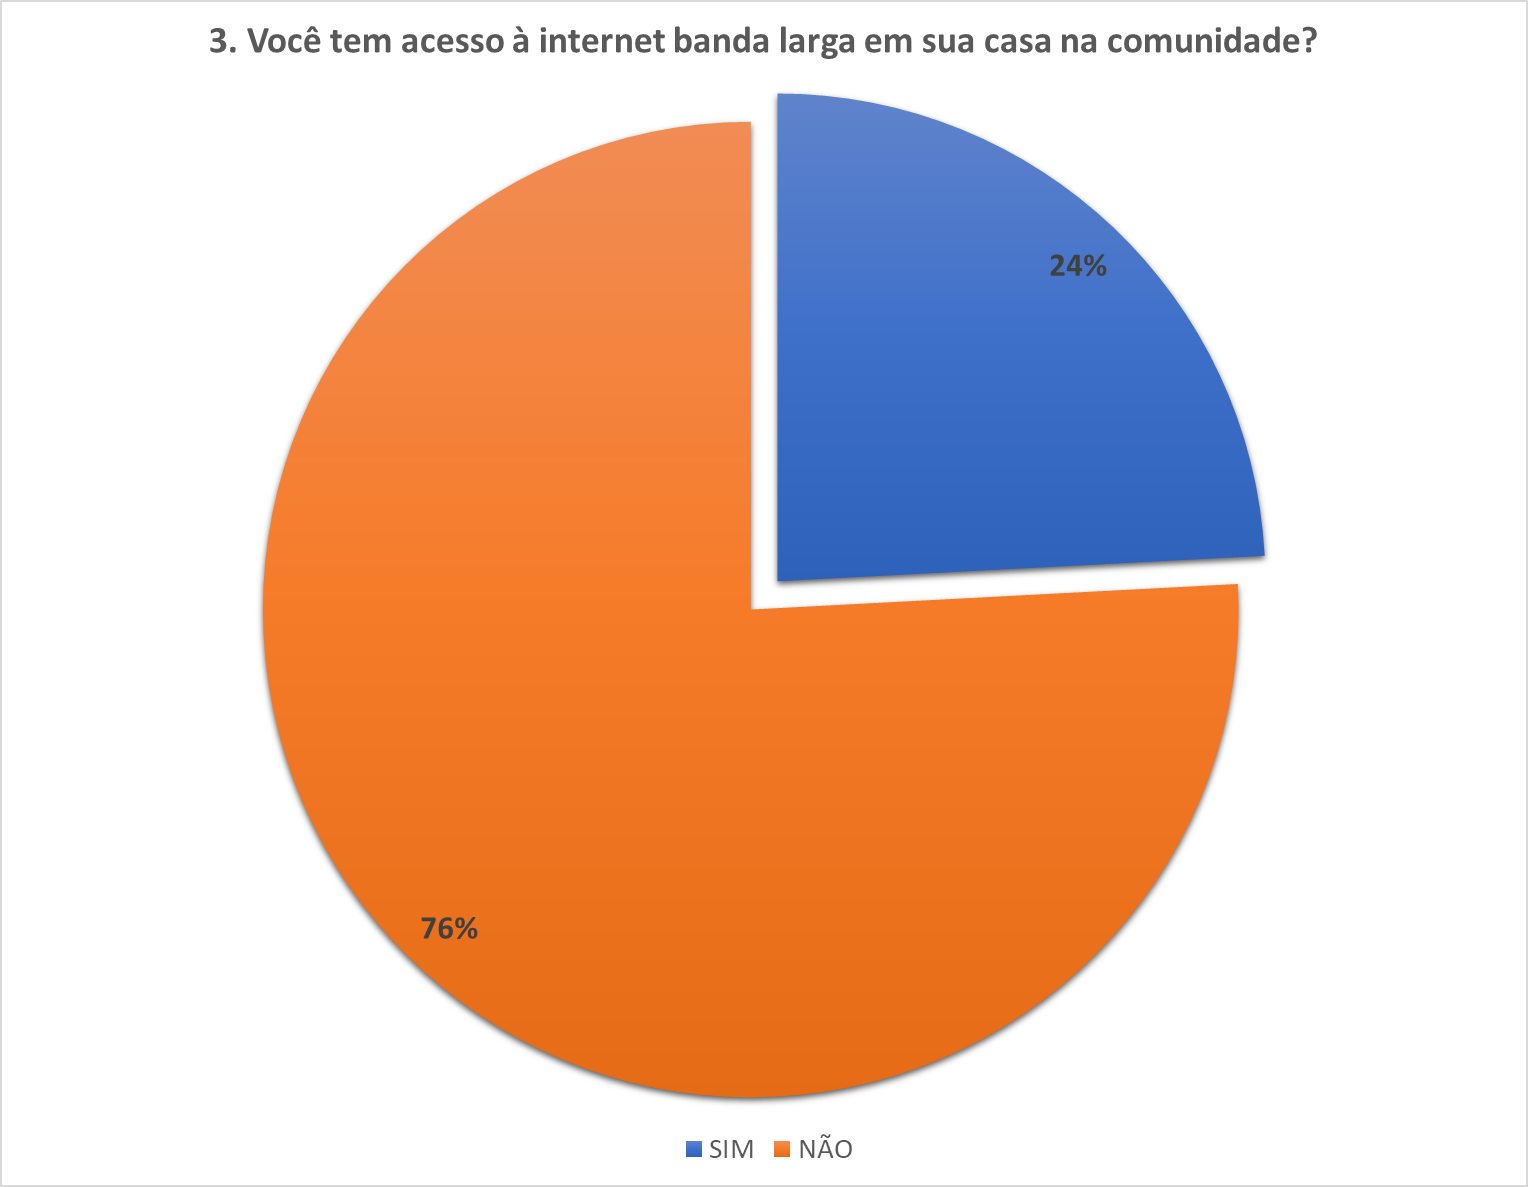 3. Você tem acesso à internet banda larga em sua casa na comunidade?
24%
76%
SIM NÃO